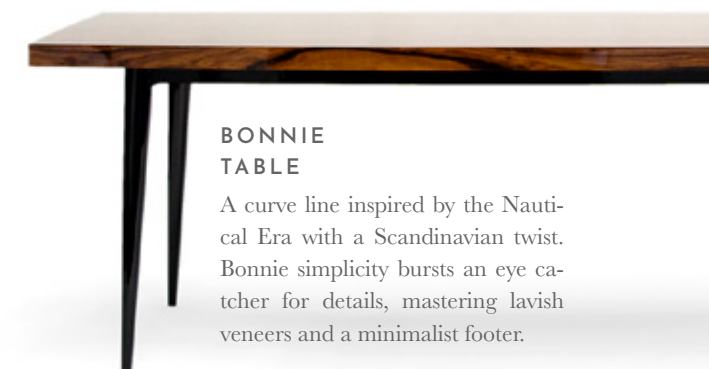 BONNIE
TABLE
A curve line inspired by the Nauti-
cal Era with a Scandinavian twist.
Bonnie simplicity bursts an eye ca-
tcher for details, mastering lavish
veneers and a minimalist footer.